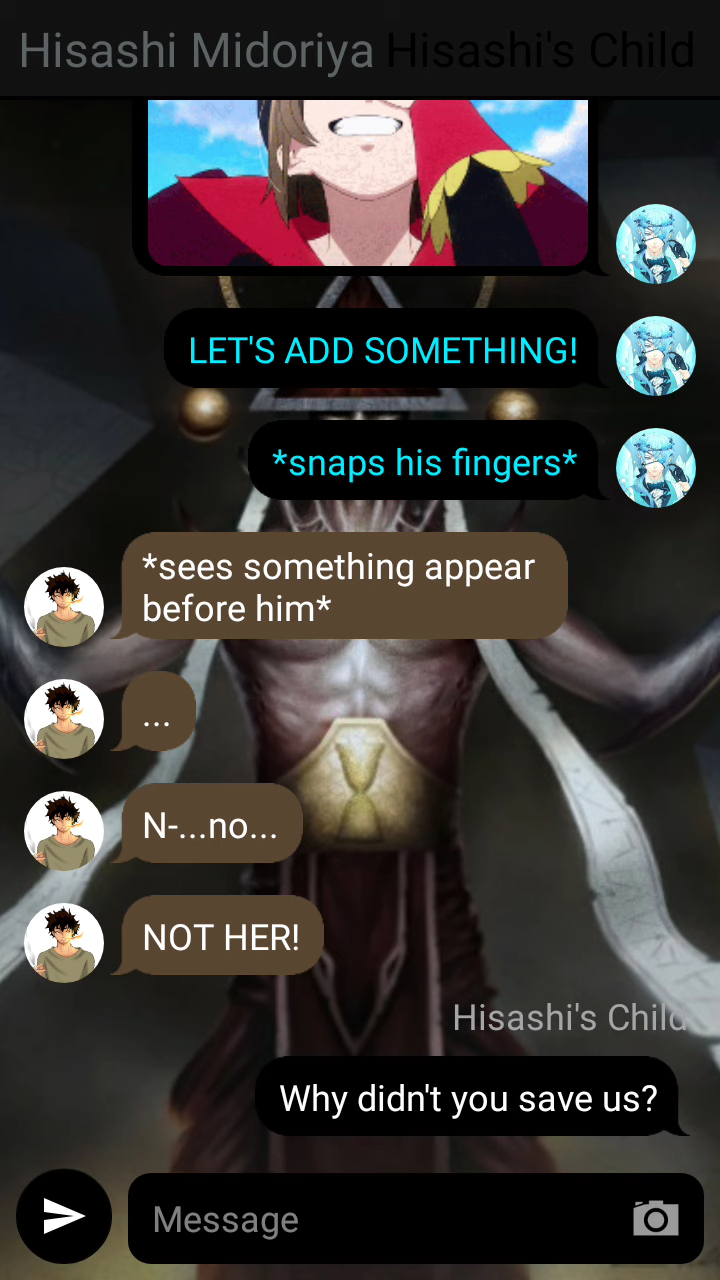 Hisashi Midoriya Hisashi's Child
LET'S ADD SOMETHING!
*snaps his fingers*
*sees something appear
before him*
...
N-...no...
NOT HER!
Hisashi's Child
Why didn't you save us?
Message